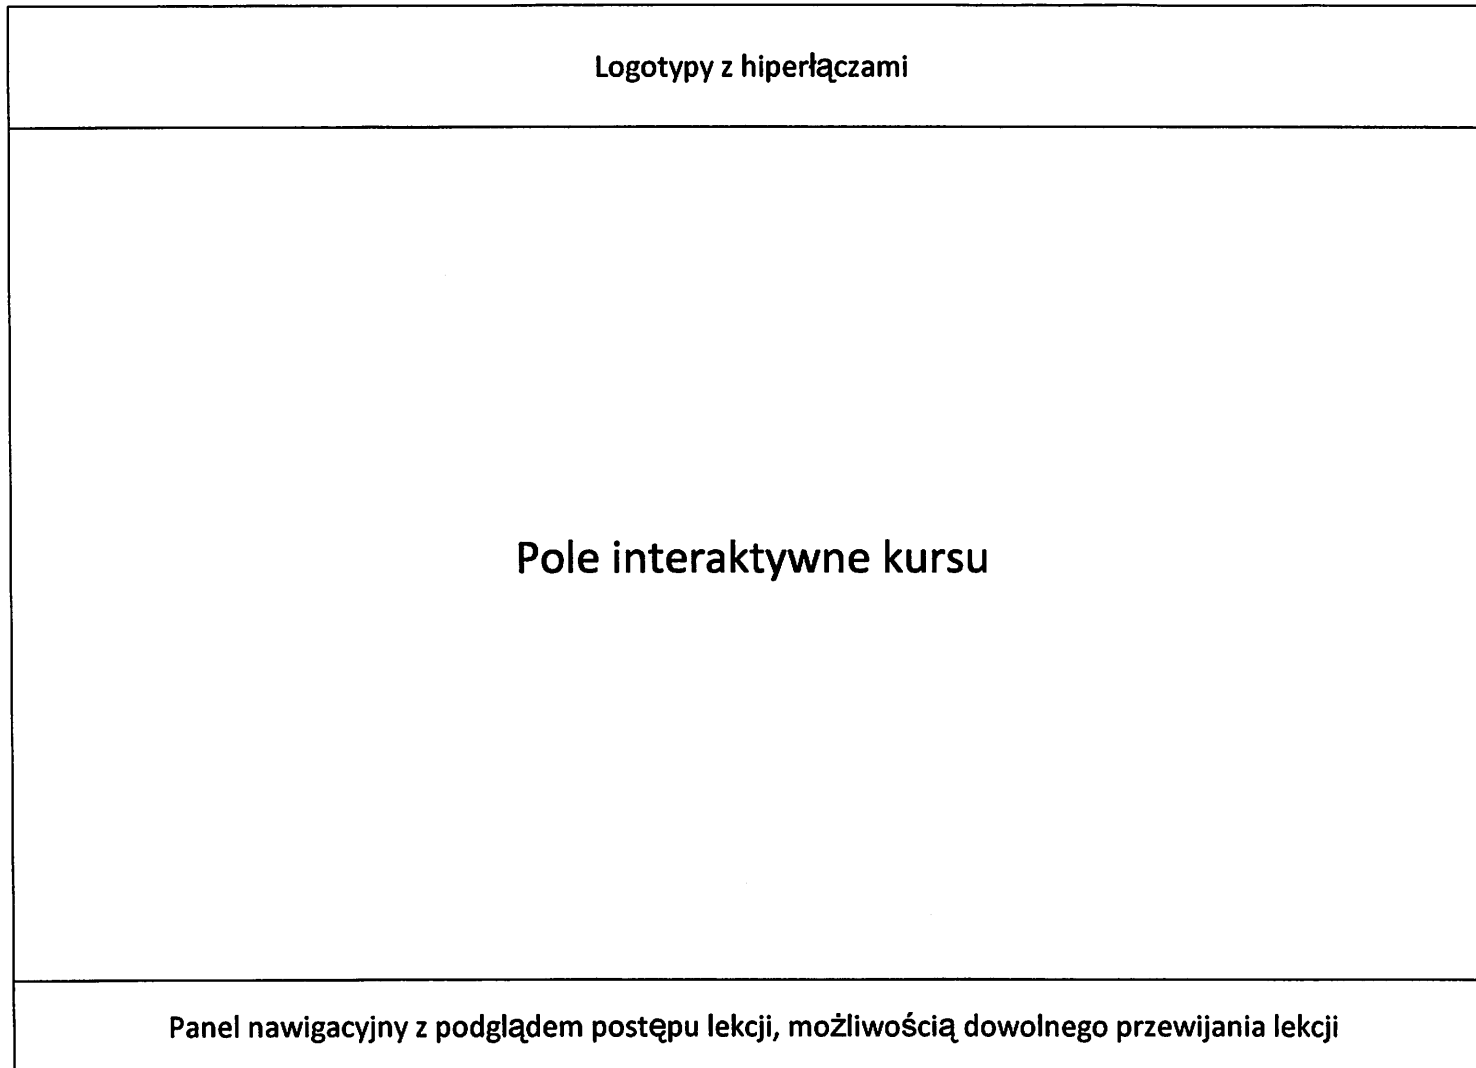 Logotypy z hiperłączami
Pole interaktywne kursu
Panel nawigacyjny z podglądem postępu lekcji, możliwością dowolnego przewijania lekcji